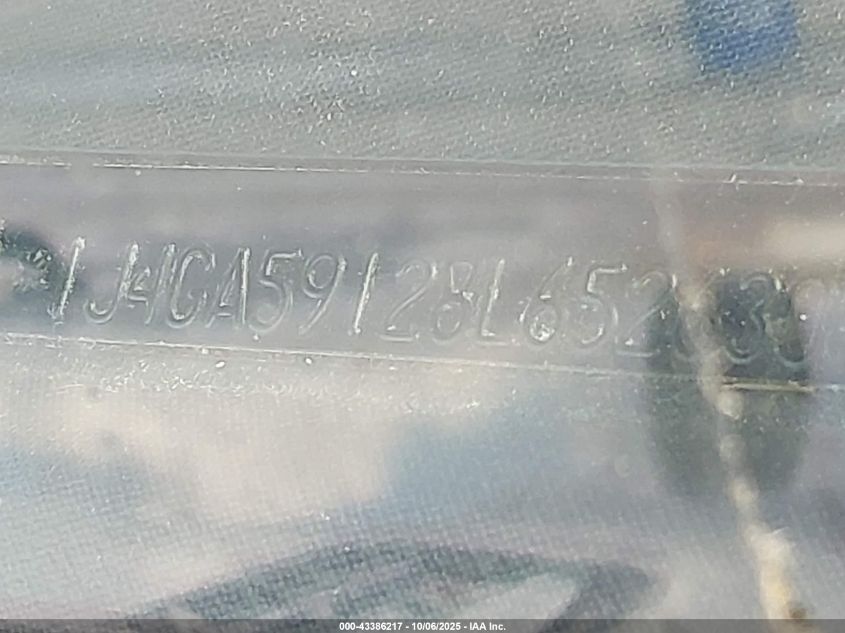 1J4GA59128L652
000-43386217 - 10/06/2025 - IAA Inc.